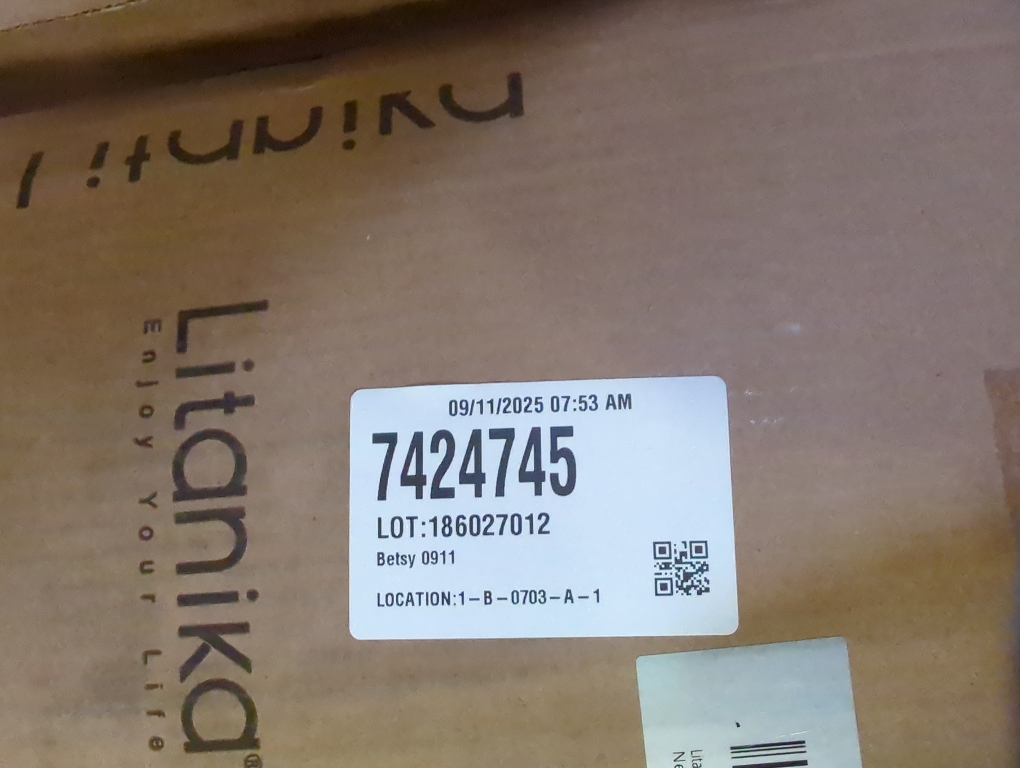 Litanika®
Enjoy Your Life
09/11/2025 07:53 AM
7424745
LOT:186027012
Betsy 0911
LOCATION:1-B-0703-A-1